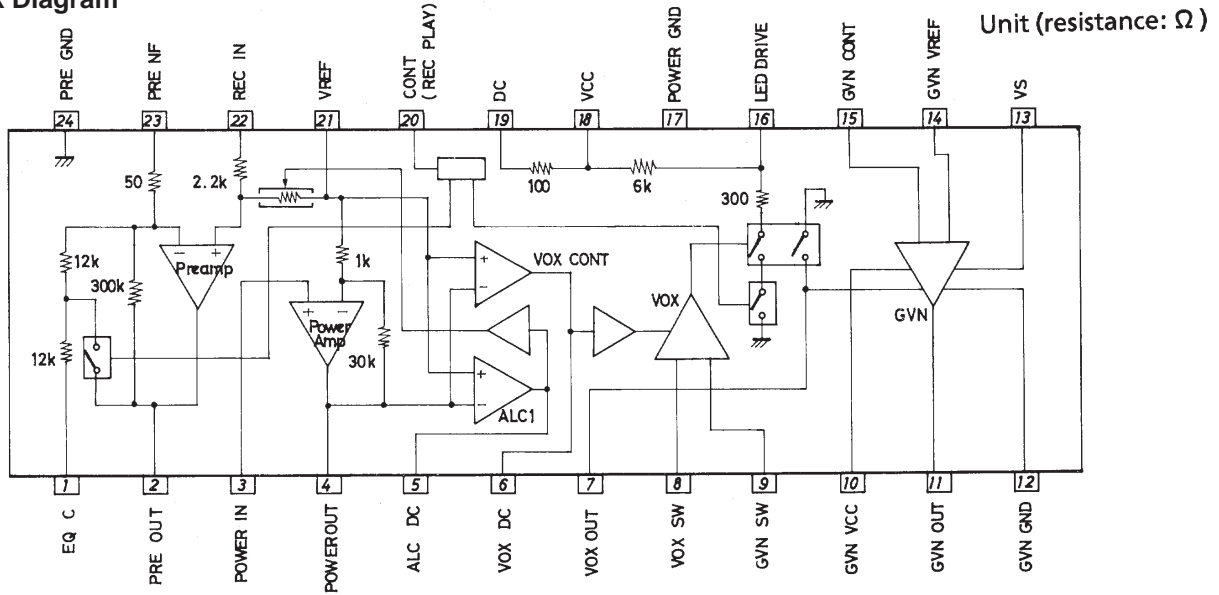 k Diagram
Unit (resistance: Ω )
PRE GND
PRE NF
REC IN
VREF
CONT
( REC PLAY)
DC
VCC
POWER GND
LED DRIVE
GVN CONT
GVN VREF
VS
24
23
22
21
20
19
18
17
16
15
14
13
50
2.2k
100
6k
300
12k
300k
Preamp
1k
VOX CONT
VOX
GVN
12k
Power
Amp
30k
ALC1
1
2
3
4
5
6
7
8
9
10
11
12
EQ C
PRE OUT
POWER IN
POWER OUT
ALC DC
VOX DC
VOX OUT
VOX SW
GVN SW
GVN VCC
GVN OUT
GVN GND